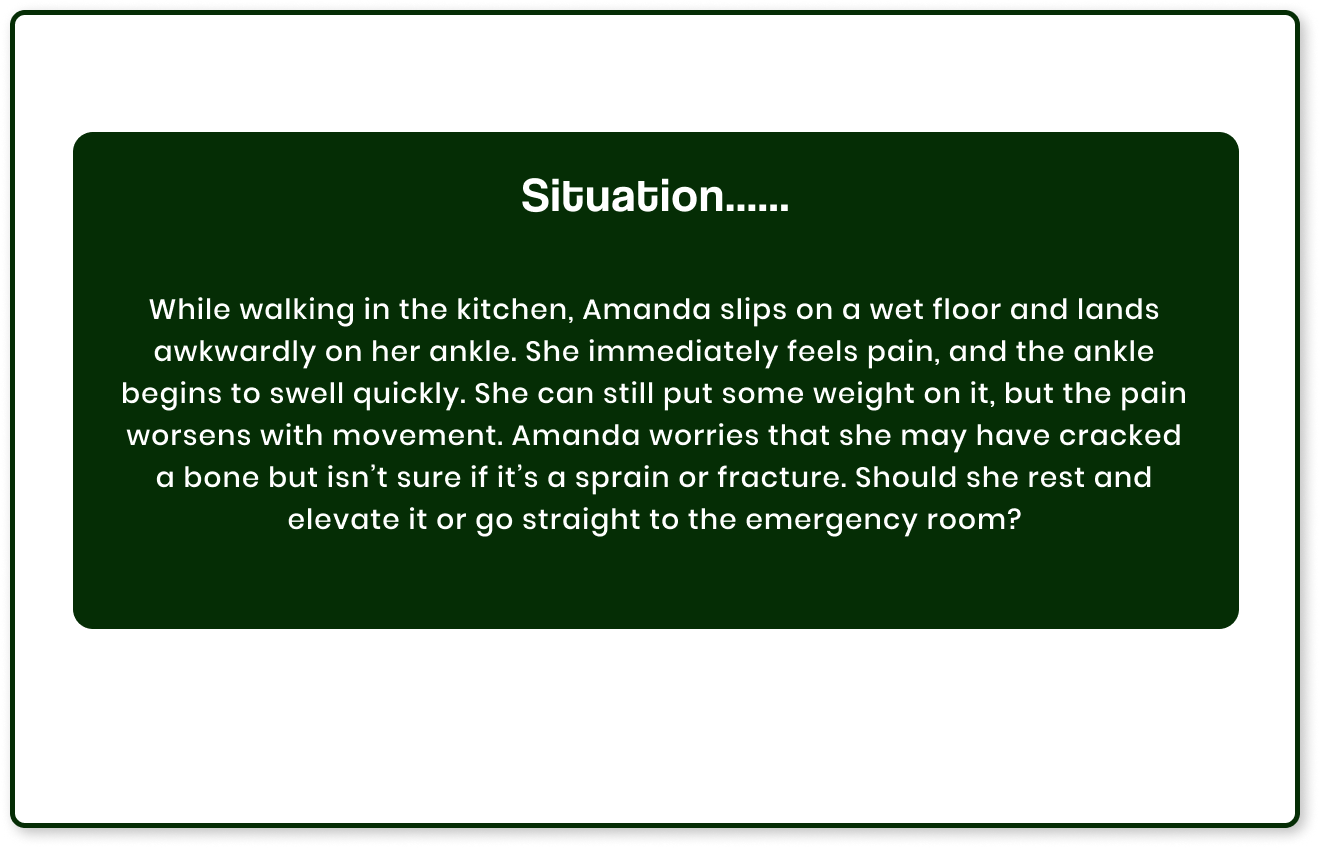 Situation......
While walking in the kitchen, Amanda slips on a wet floor and lands
awkwardly on her ankle. She immediately feels pain, and the ankle
begins to swell quickly. She can still put some weight on it, but the pain
worsens with movement. Amanda worries that she may have cracked
a bone but isn’t sure if it’s a sprain or fracture. Should she rest and
elevate it or go straight to the emergency room?